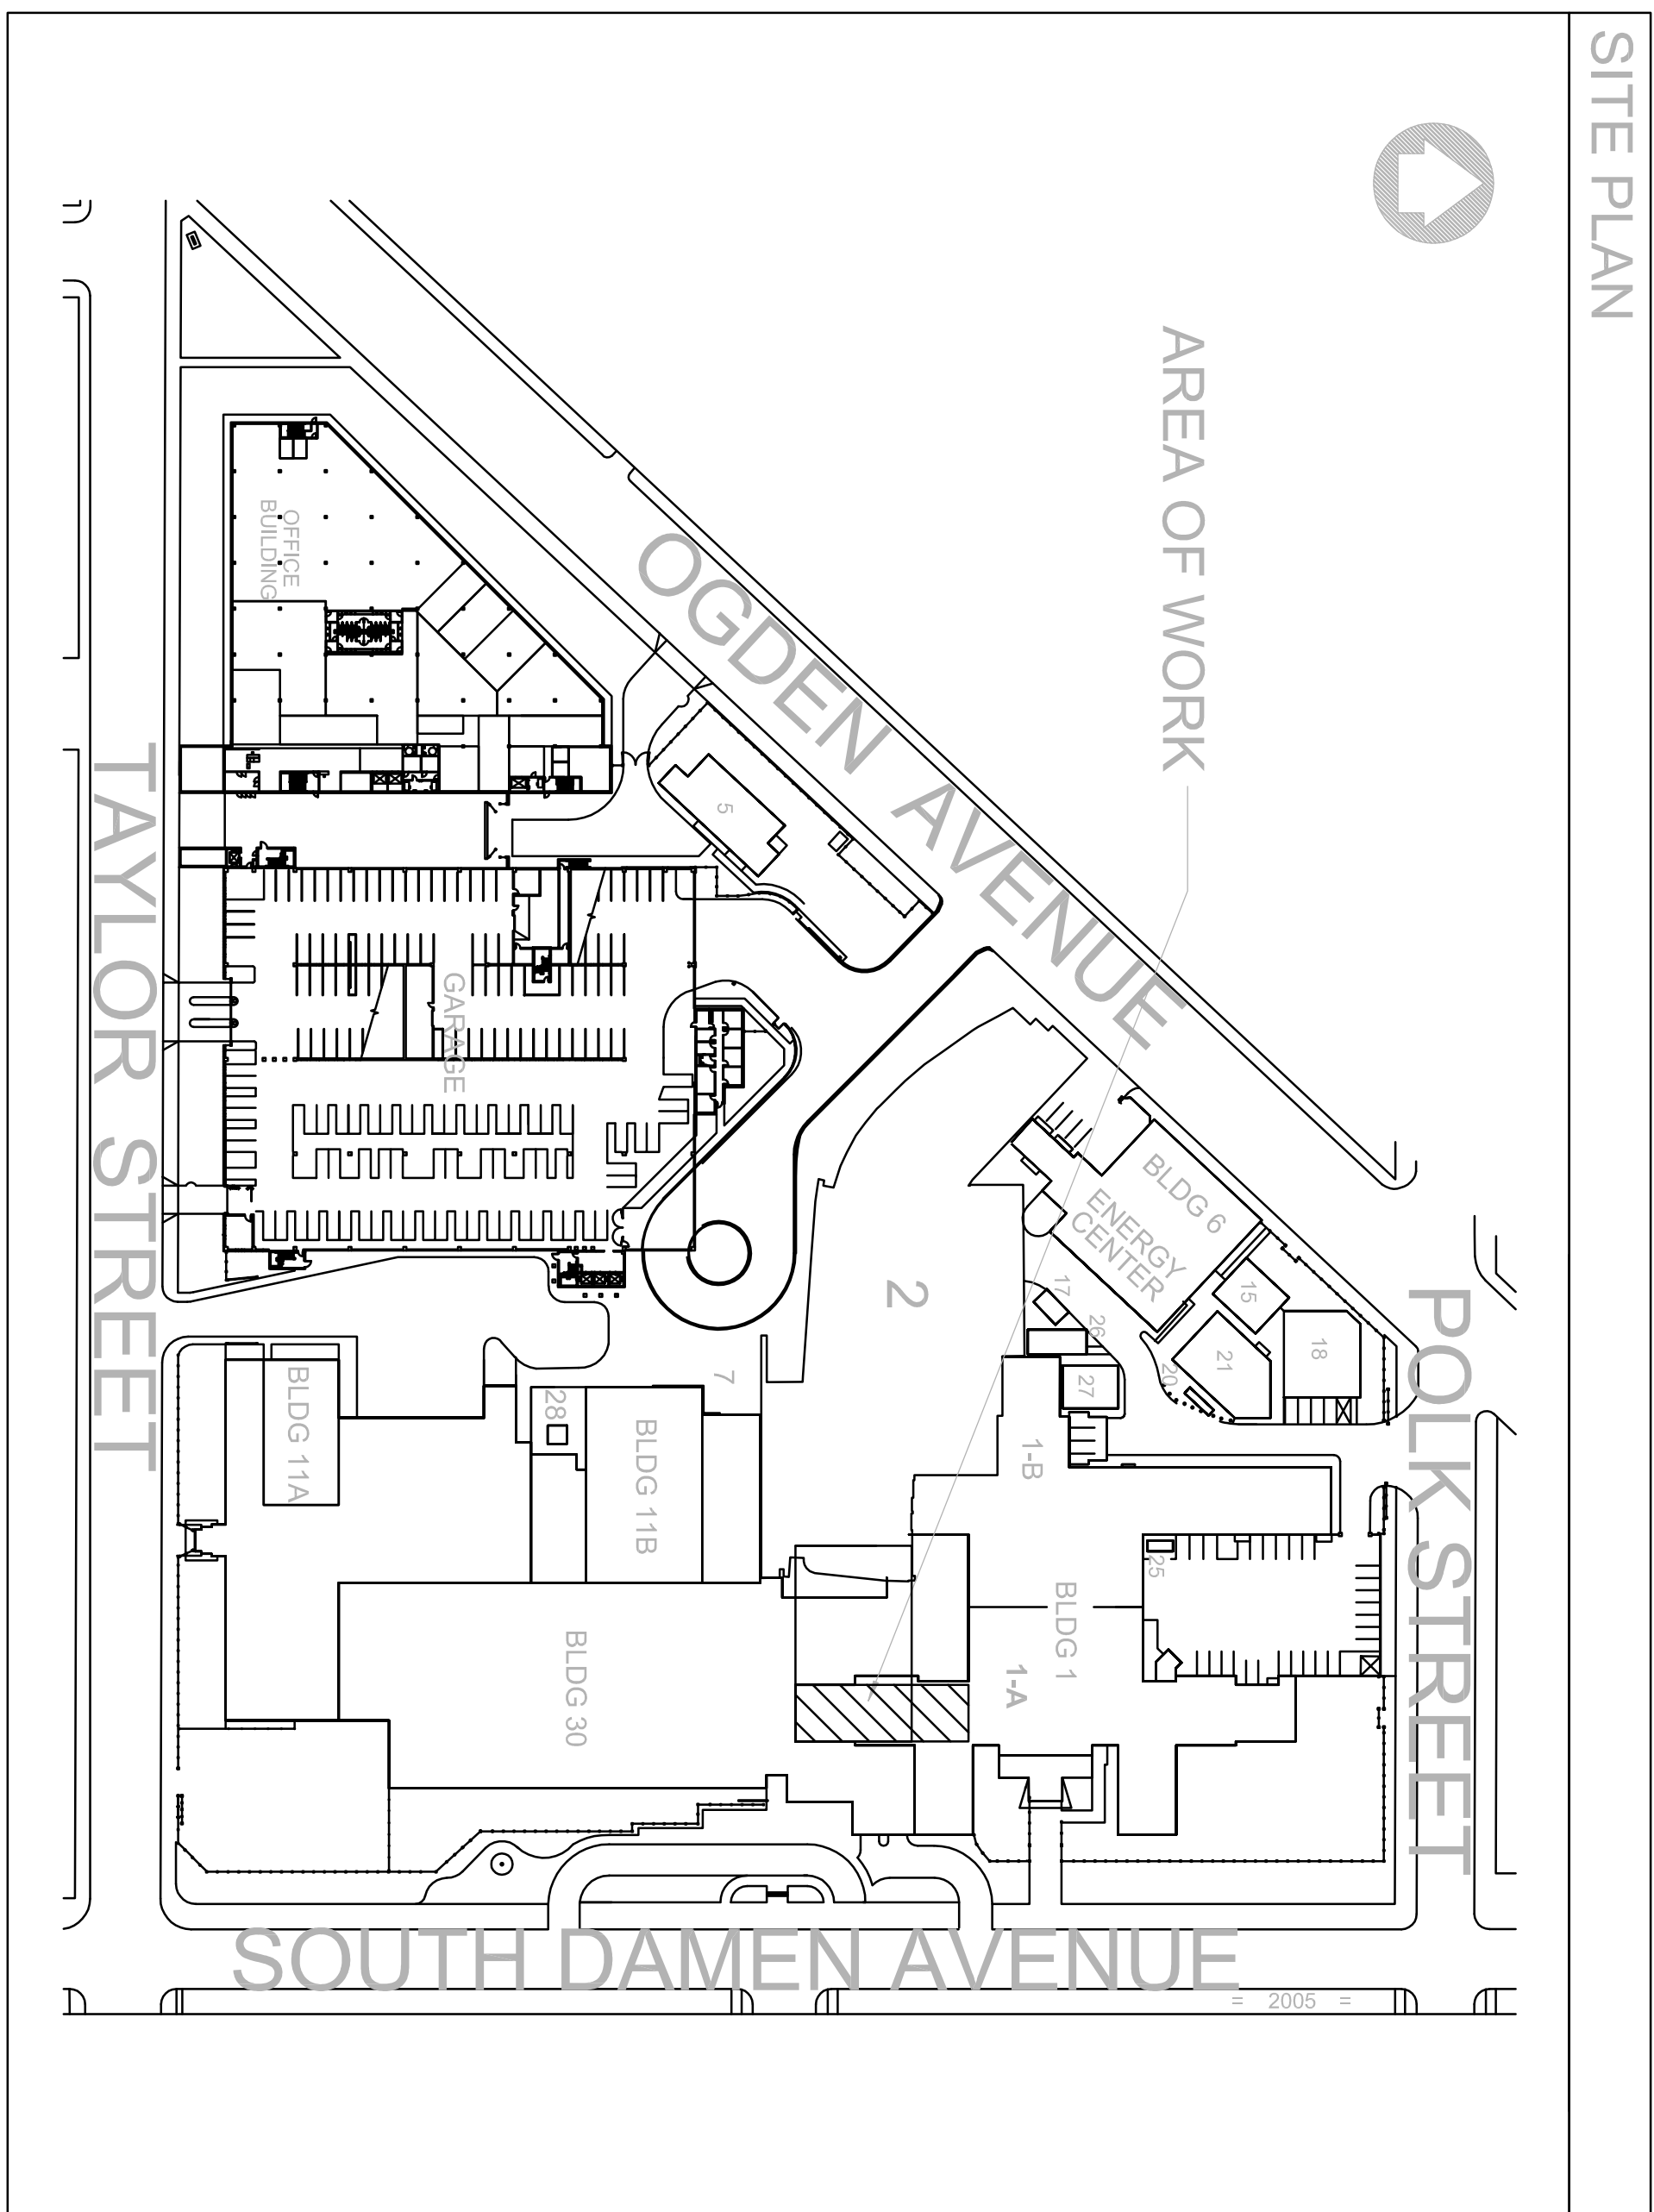 SITE PLAN
AREA OF WORK
OGDEN AVENUE
POLK STREET
TAYLOR STREET
SOUTH DAMEN AVENUE
= 2005 =
OFFICE
BUILDING
GARAGE
5
BLDG 6
ENERGY
CENTER
15
18
21
20
17
26
27
2
7
28
1-B
25
BLDG 1
1-A
BLDG 11A
BLDG 11B
BLDG 30